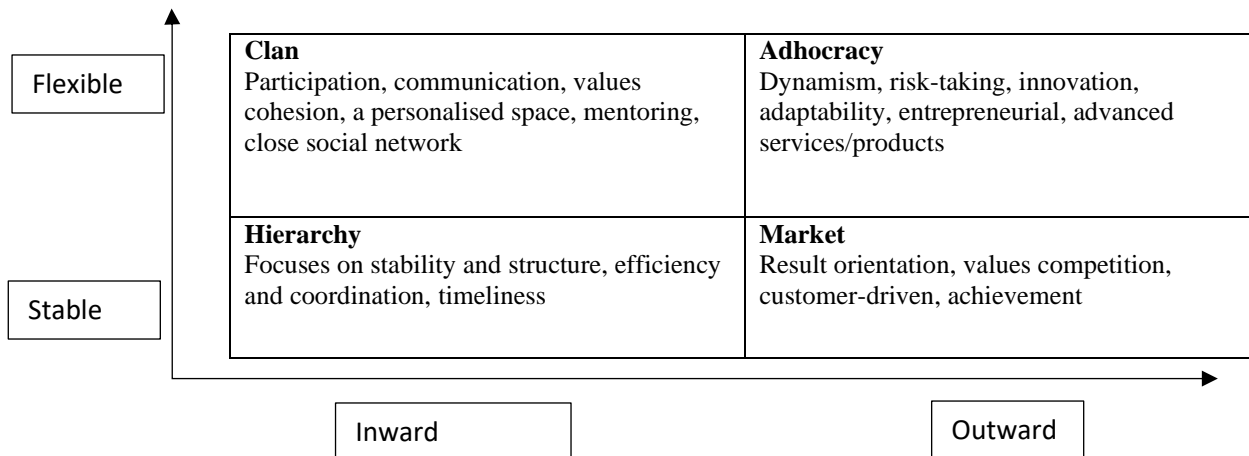 Flexible
Clan
Participation, communication, values
cohesion, a personalised space, mentoring,
close social network
Adhocracy
Dynamism, risk-taking, innovation,
adaptability, entrepreneurial, advanced
services/products
Stable
Hierarchy
Focuses on stability and structure, efficiency
and coordination, timeliness
Market
Result orientation, values competition,
customer-driven, achievement
Inward
Outward